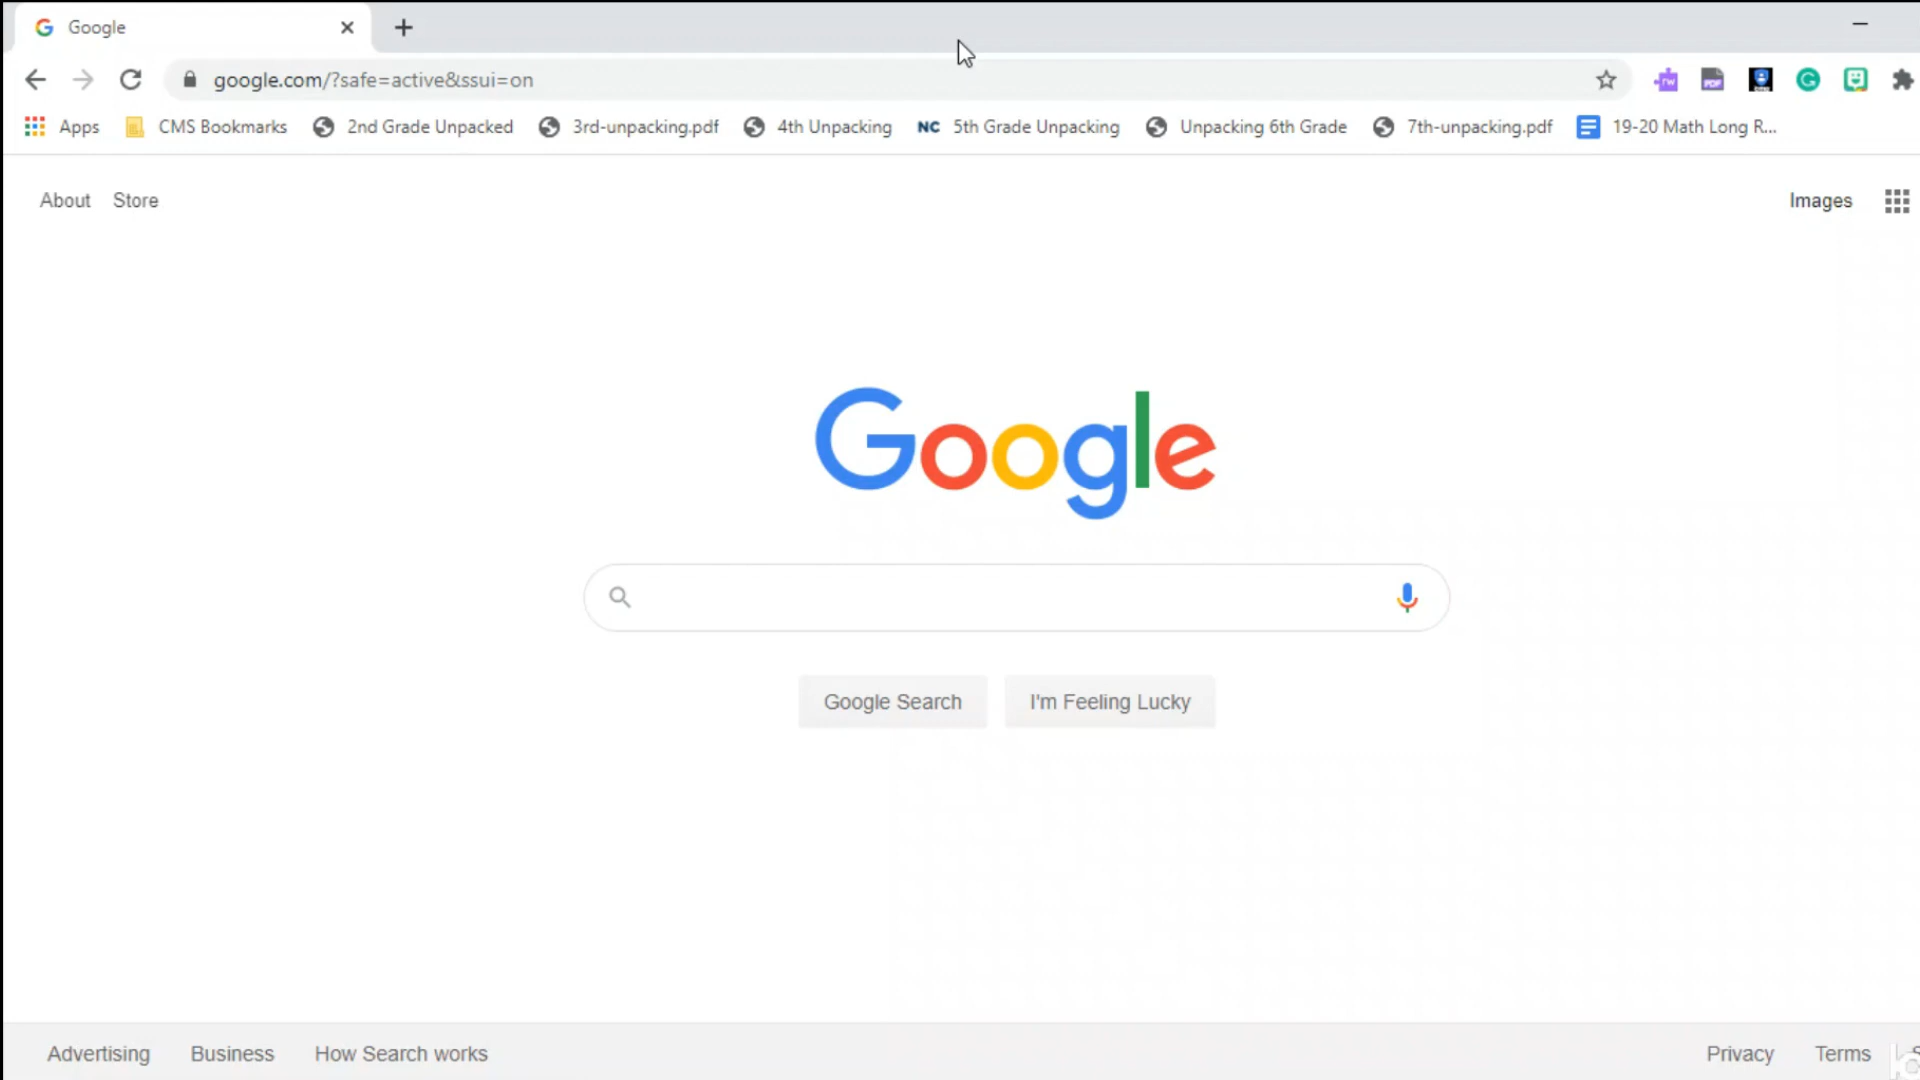 Google
google.com/?safe=active&ssui=on
Apps CMS Bookmarks 2nd Grade Unpacked 3rd-unpacking.pdf 4th Unpacking NC 5th Grade Unpacking Unpacking 6th Grade 7th-unpacking.pdf 19-20 Math Long R...
About Store Images
Google
Google Search I'm Feeling Lucky
Advertising Business How Search works Privacy Terms